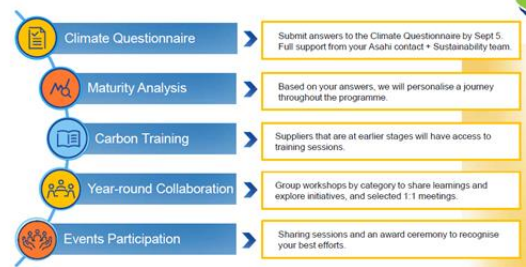 Climate Questionnaire
Submit answers to the Climate Questionnaire by Sept 5.
Full support from your Asahi contact + Sustainability team.
Maturity Analysis
Based on your answers, we will personalise a journey
throughout the programme.
Carbon Training
Suppliers that are at earlier stages will have access to
training sessions.
Year-round Collaboration
Group workshops by category to share learnings and
explore initiatives, and selected 1:1 meetings.
Events Participation
Sharing sessions and an award ceremony to recognise
your best efforts.